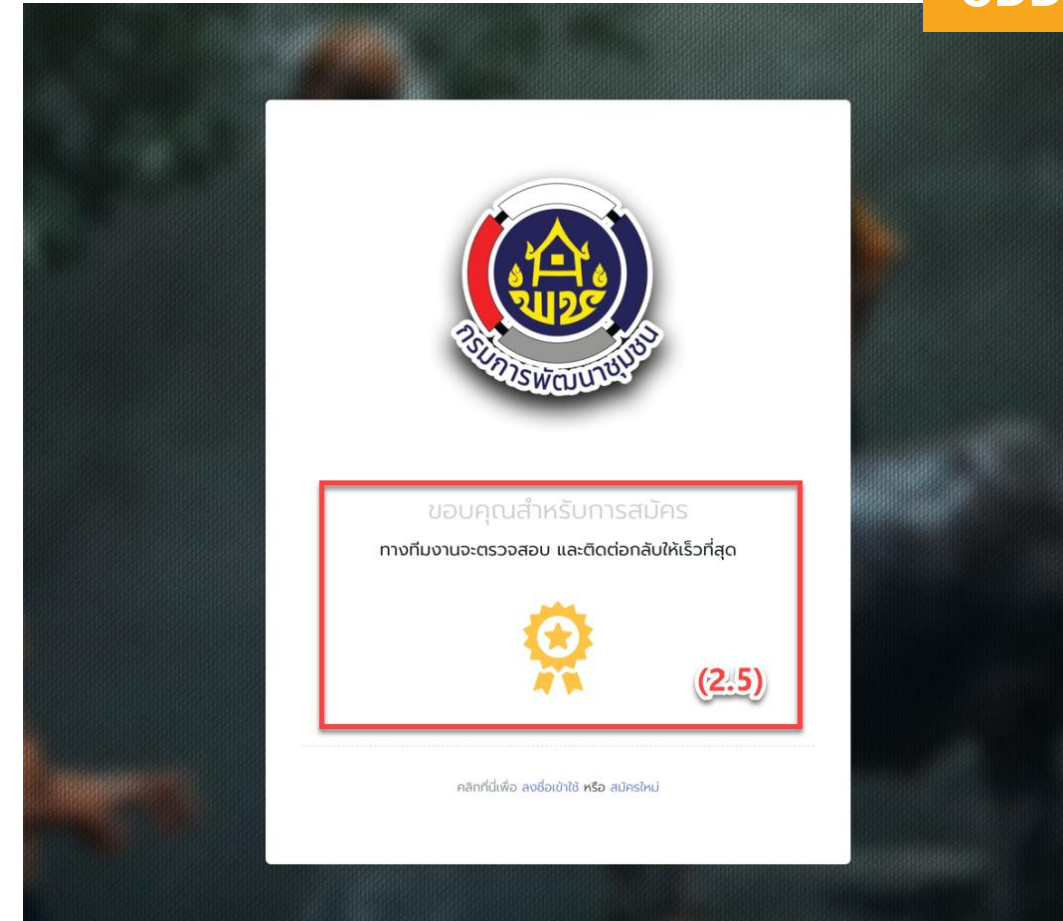 พช
กรมการพัฒนาชุมชน
ขอบคุณสำหรับการสมัคร
ทางทีมงานจะตรวจสอบ และติดต่อกลับให้เร็วที่สุด
(2.5)
คลิกที่นี่เพื่อ ลงชื่อเข้าใช้ หรือ สมัครใหม่